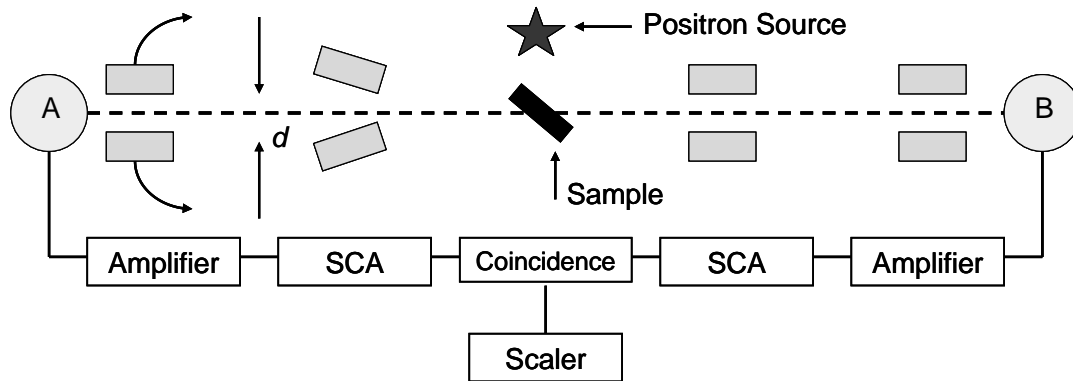 Positron Source
A
B
d
Sample
Amplifier
SCA
Coincidence
SCA
Amplifier
Scaler